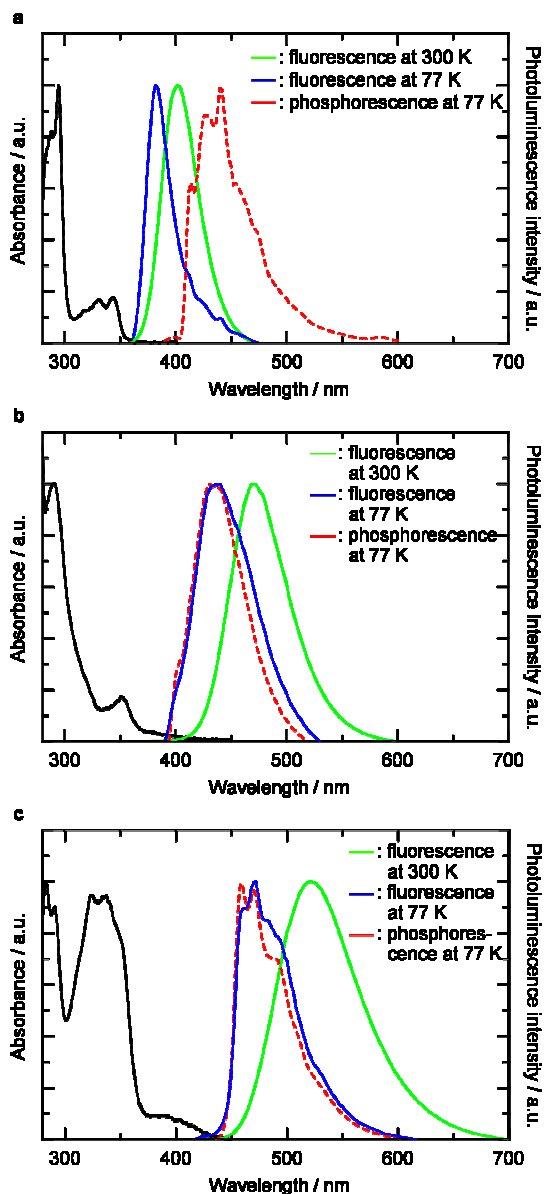 a
: fluorescence at 300 K
: fluorescence at 77 K
: phosphorescence at 77 K
Absorbance / a.u.
Photoluminescence intensity / a.u.
300 400 500 600 700
Wavelength / nm
b
: fluorescence
at 300 K
: fluorescence
at 77 K
: phosphorescence
at 77 K
Absorbance / a.u.
Photoluminescence Intensity / a.u.
300 400 500 600 700
Wavelength / nm
c
: fluorescence
at 300 K
: fluorescence
at 77 K
: phosphores-
cence at 77 K
Absorbance / a.u.
Photoluminescence intensity / a.u.
300 400 500 600 700
Wavelength / nm